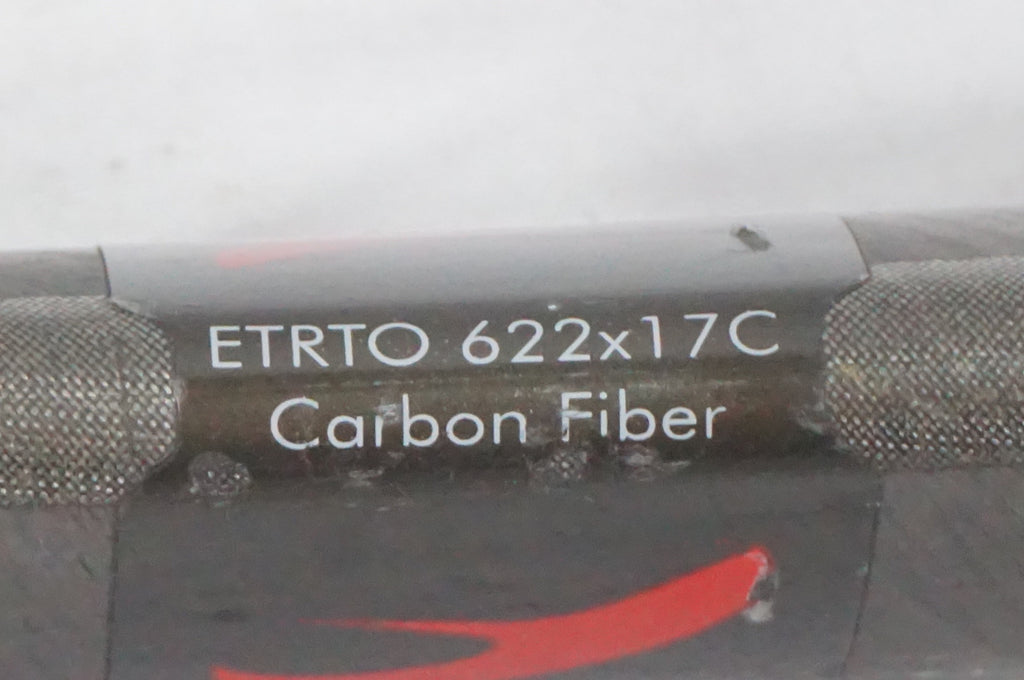 ETRTO 622x17C
Carbon Fiber